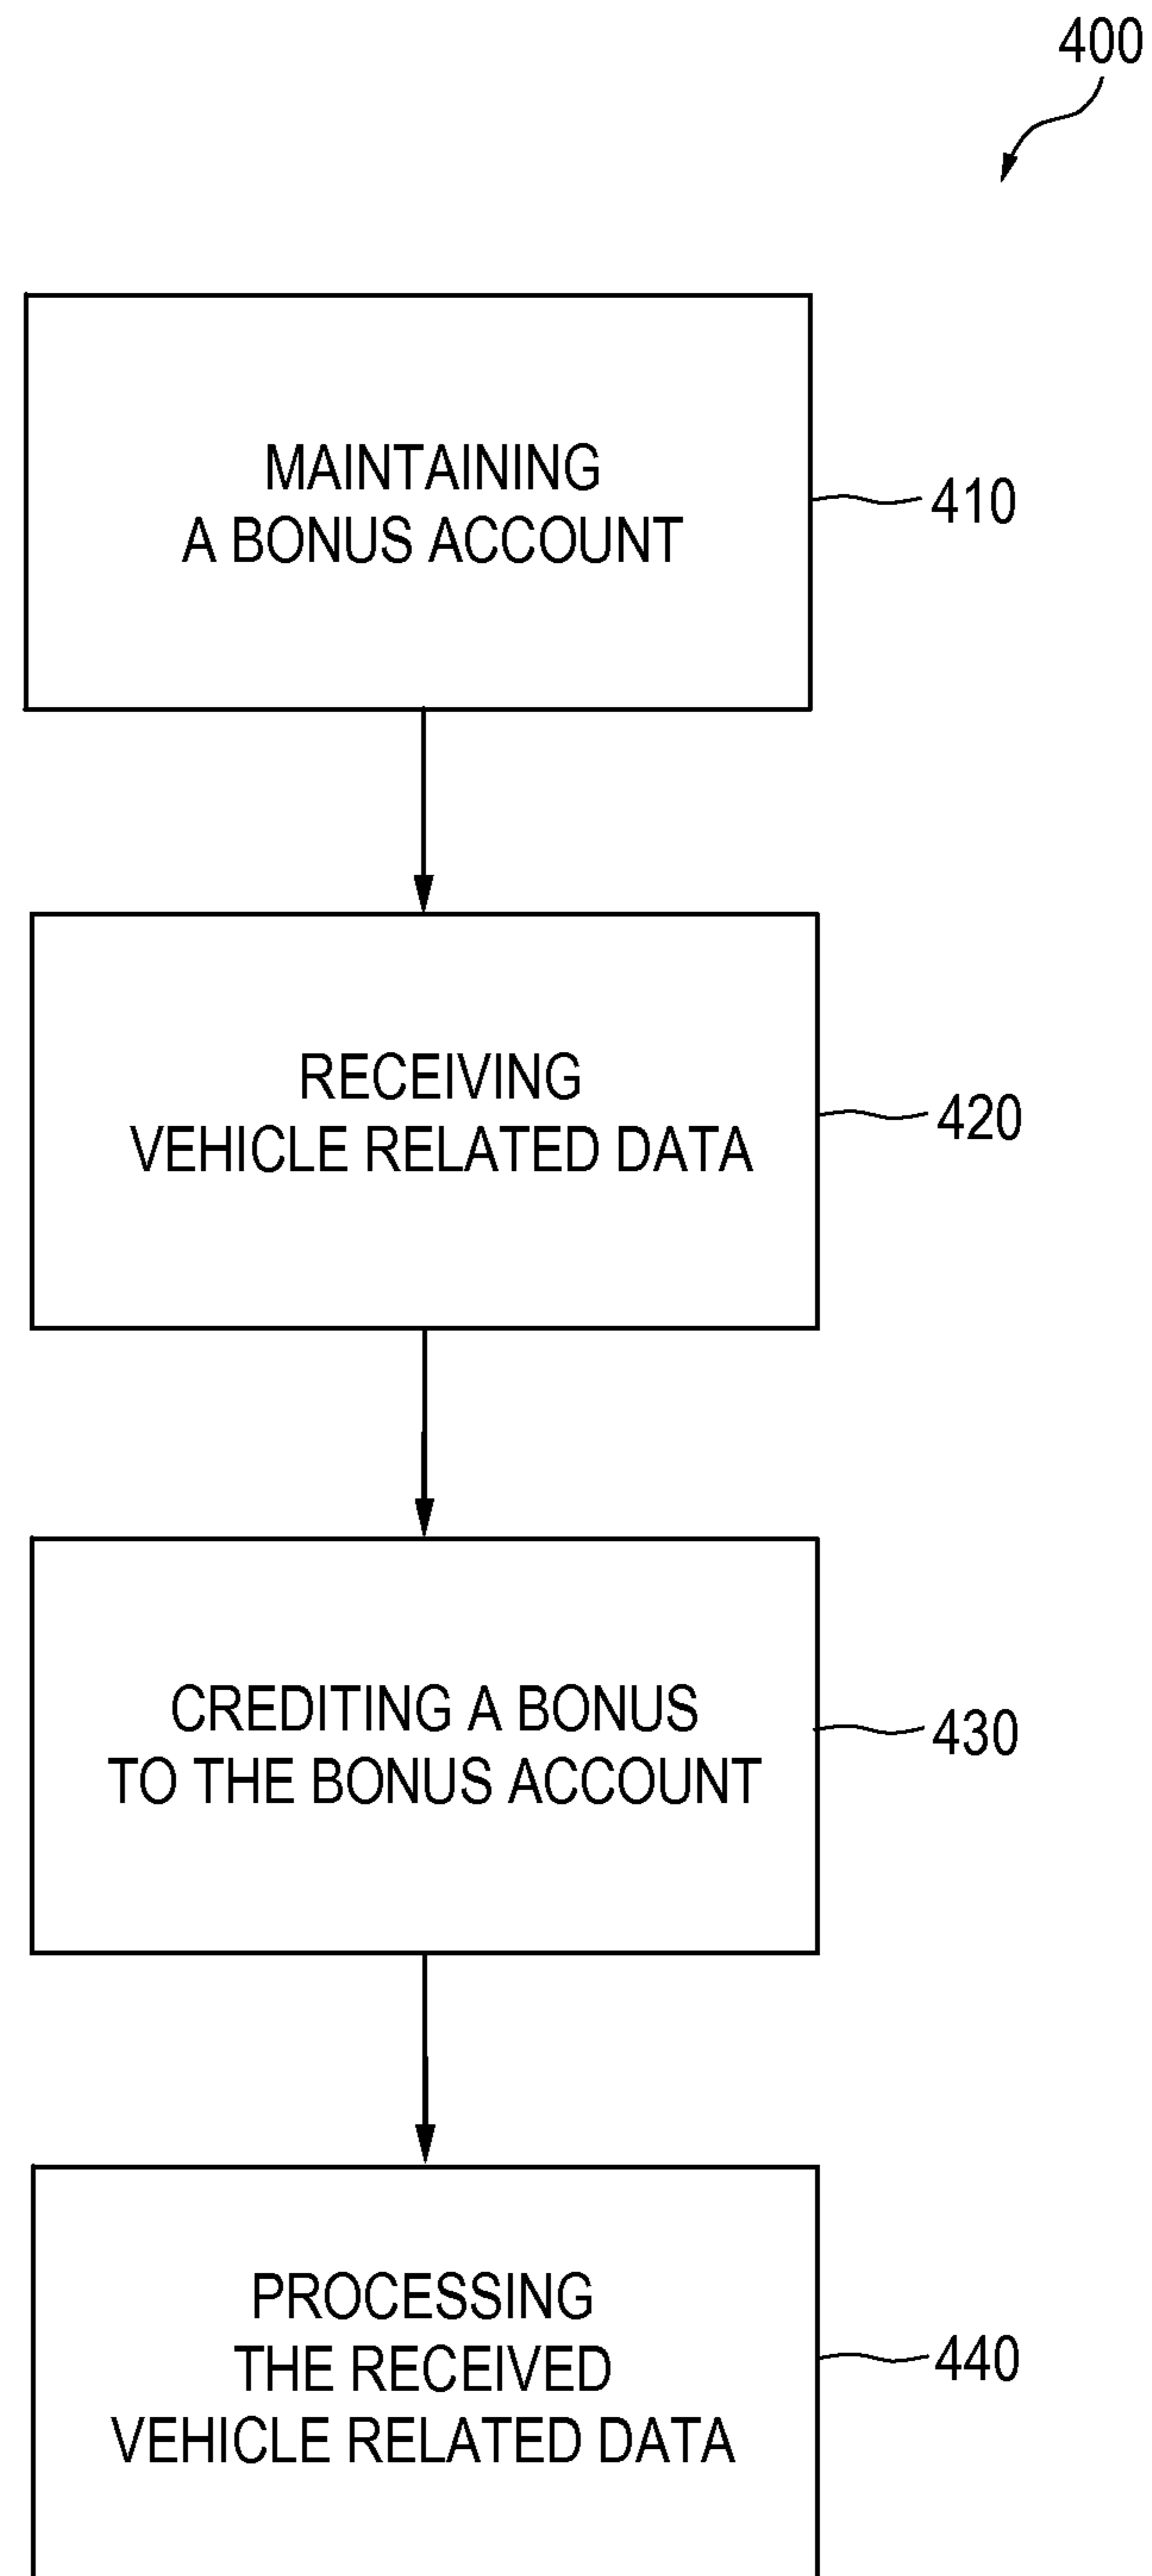 400
MAINTAINING
A BONUS ACCOUNT
410
RECEIVING
VEHICLE RELATED DATA
420
CREDITING A BONUS
TO THE BONUS ACCOUNT
430
PROCESSING
THE RECEIVED
VEHICLE RELATED DATA
440